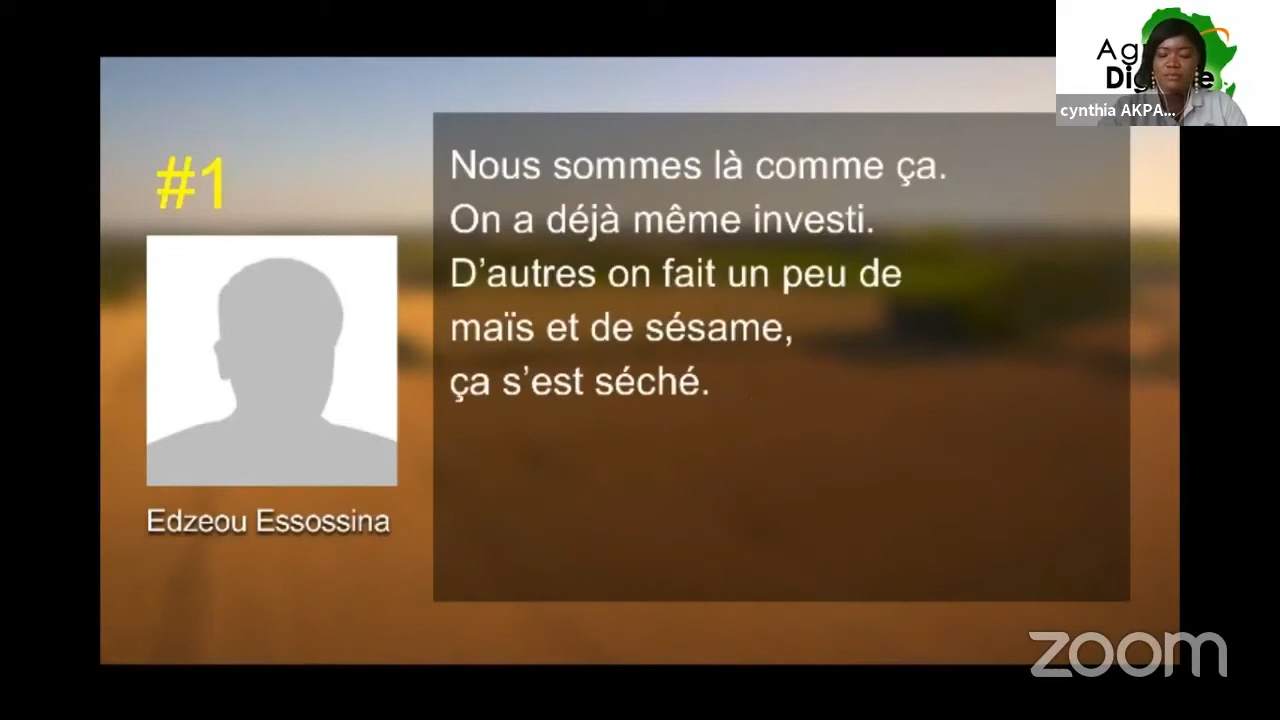 #1
Nous sommes là comme ça.
On a déjà même investi.
D’autres on fait un peu de
maïs et de sésame,
ça s’est séché.
Edzeou Essossina
cynthia AKPA...
zoom